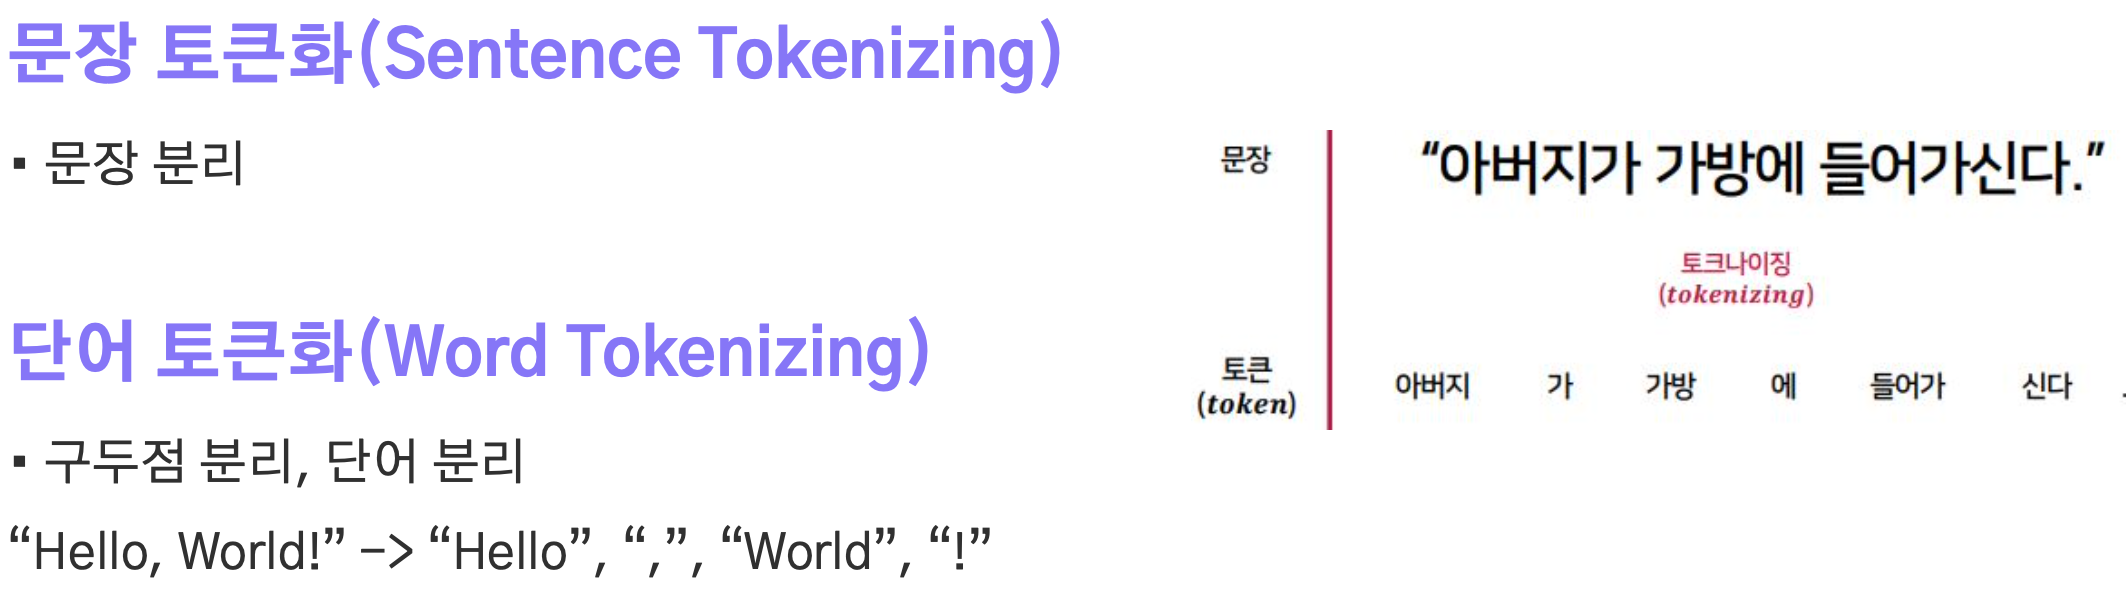 문장 토큰화(Sentence Tokenizing)
▪ 문장 분리
단어 토큰화(Word Tokenizing)
▪ 구두점 분리, 단어 분리
“Hello, World!” –> “Hello”, “,”, “World”, “!”
문장 “아버지가 가방에 들어가신다.”
토크나이징
(tokenizing)
토큰
(token)
아버지 가 가방 에 들어가 신다 .